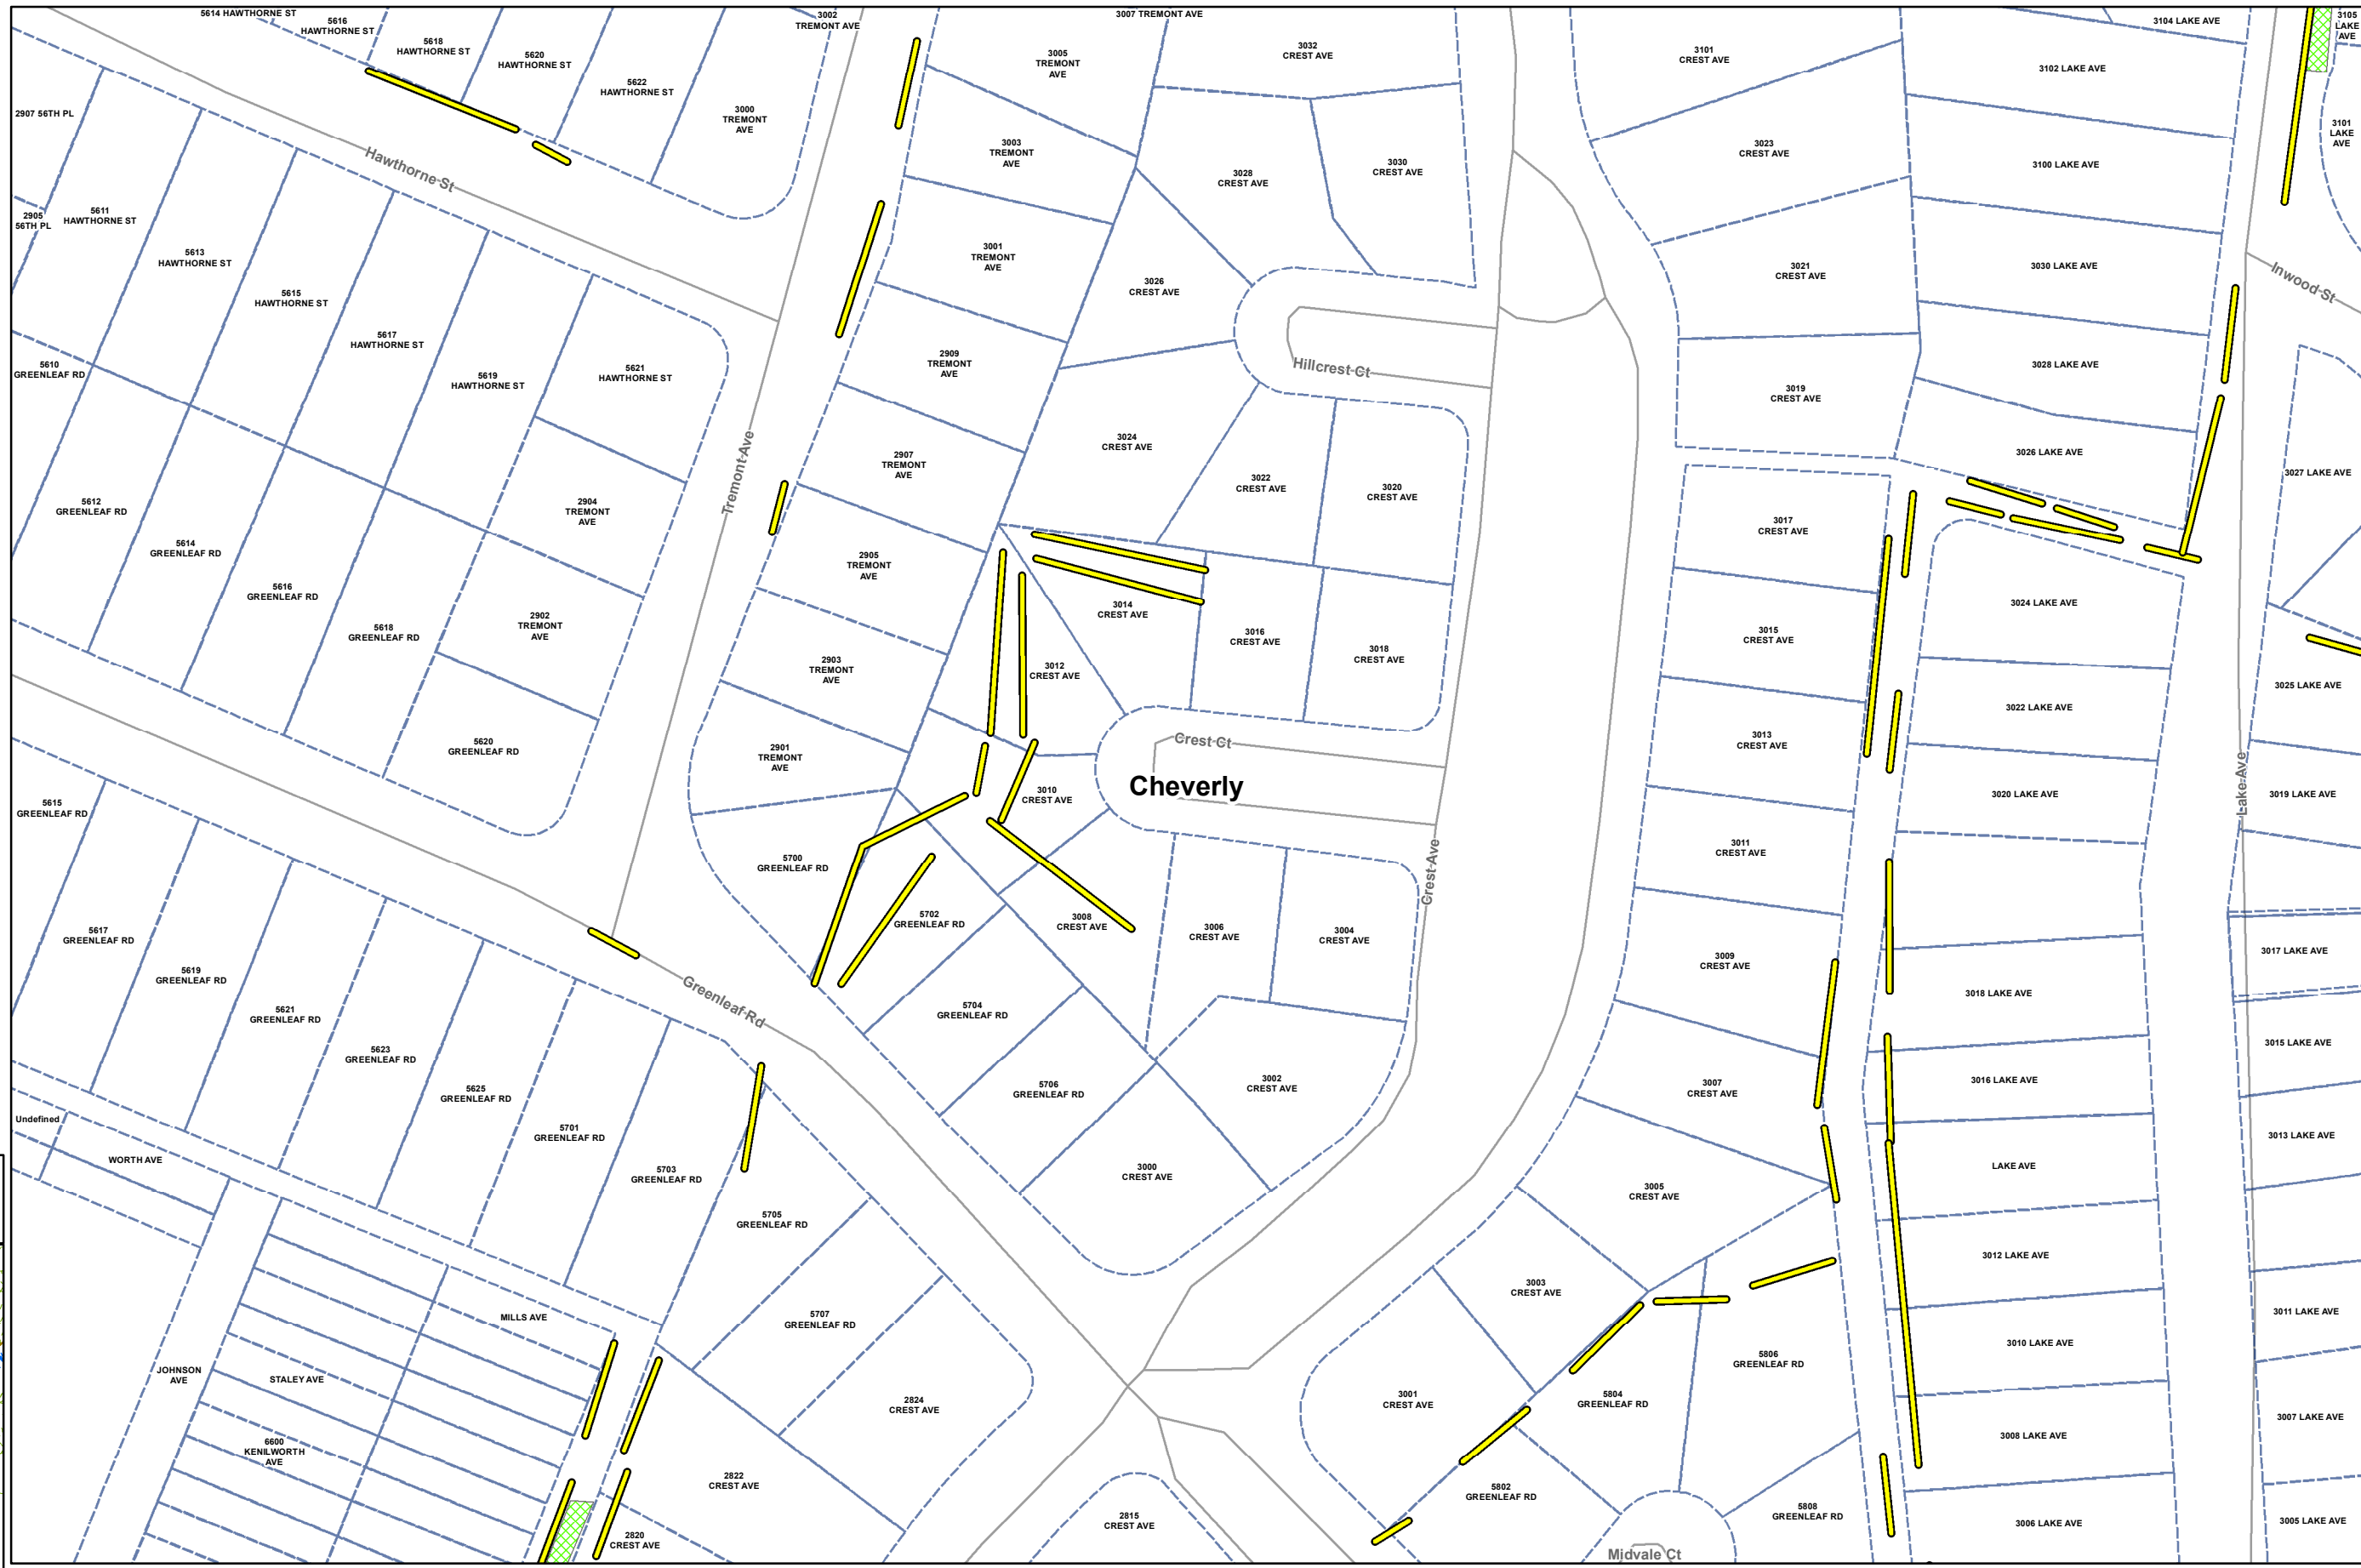 5614 HAWTHORNE ST
5616
HAWTHORNE ST
5618
HAWTHORNE ST
5620
HAWTHORNE ST
5622
HAWTHORNE ST
3002
TREMONT AVE
3000
TREMONT
AVE
3007 TREMONT AVE
3005
TREMONT
AVE
3032
CREST AVE
3101
CREST AVE
3104 LAKE AVE
3102 LAKE AVE
3105
LAKE
AVE
3101
LAKE
AVE
2907 56TH PL
2905
56TH PL
5611
HAWTHORNE ST
5613
HAWTHORNE ST
5615
HAWTHORNE ST
5617
HAWTHORNE ST
5619
HAWTHORNE ST
5621
HAWTHORNE ST
Hawthorne St
3003
TREMONT
AVE
3001
TREMONT
AVE
2909
TREMONT
AVE
2907
TREMONT
AVE
2905
TREMONT
AVE
2903
TREMONT
AVE
2901
TREMONT
AVE
3028
CREST AVE
3030
CREST AVE
3026
CREST AVE
3024
CREST AVE
3022
CREST AVE
3020
CREST AVE
Hillcrest Ct
3023
CREST AVE
3021
CREST AVE
3019
CREST AVE
3100 LAKE AVE
3030 LAKE AVE
3028 LAKE AVE
3026 LAKE AVE
Inwood St
3027 LAKE AVE
5610
GREENLEAF RD
5612
GREENLEAF RD
5614
GREENLEAF RD
5616
GREENLEAF RD
5618
GREENLEAF RD
5620
GREENLEAF RD
2904
TREMONT
AVE
2902
TREMONT
AVE
Tremont Ave
3014
CREST AVE
3016
CREST AVE
3018
CREST AVE
3012
CREST AVE
3010
CREST AVE
Crest Ct
Cheverly
3008
CREST AVE
3006
CREST AVE
3004
CREST AVE
3002
CREST AVE
3000
CREST AVE
Crest Ave
3017
CREST AVE
3015
CREST AVE
3013
CREST AVE
3011
CREST AVE
3009
CREST AVE
3007
CREST AVE
3005
CREST AVE
3003
CREST AVE
3001
CREST AVE
3024 LAKE AVE
3022 LAKE AVE
3020 LAKE AVE
3018 LAKE AVE
3016 LAKE AVE
LAKE AVE
3012 LAKE AVE
3010 LAKE AVE
3008 LAKE AVE
3006 LAKE AVE
Lake Ave
3025 LAKE AVE
3019 LAKE AVE
3017 LAKE AVE
3015 LAKE AVE
3013 LAKE AVE
3011 LAKE AVE
3007 LAKE AVE
3005 LAKE AVE
5700
GREENLEAF RD
5702
GREENLEAF RD
5704
GREENLEAF RD
5706
GREENLEAF RD
Greenleaf Rd
5615
GREENLEAF RD
5617
GREENLEAF RD
5619
GREENLEAF RD
5621
GREENLEAF RD
5623
GREENLEAF RD
5625
GREENLEAF RD
5701
GREENLEAF RD
5703
GREENLEAF RD
5705
GREENLEAF RD
5707
GREENLEAF RD
Undefined
WORTH AVE
MILLS AVE
JOHNSON
AVE
STALEY AVE
6600
KENILWORTH
AVE
2824
CREST AVE
2822
CREST AVE
2820
CREST AVE
2815
CREST AVE
5802
GREENLEAF RD
5804
GREENLEAF RD
5806
GREENLEAF RD
5808
GREENLEAF RD
Midvale Ct